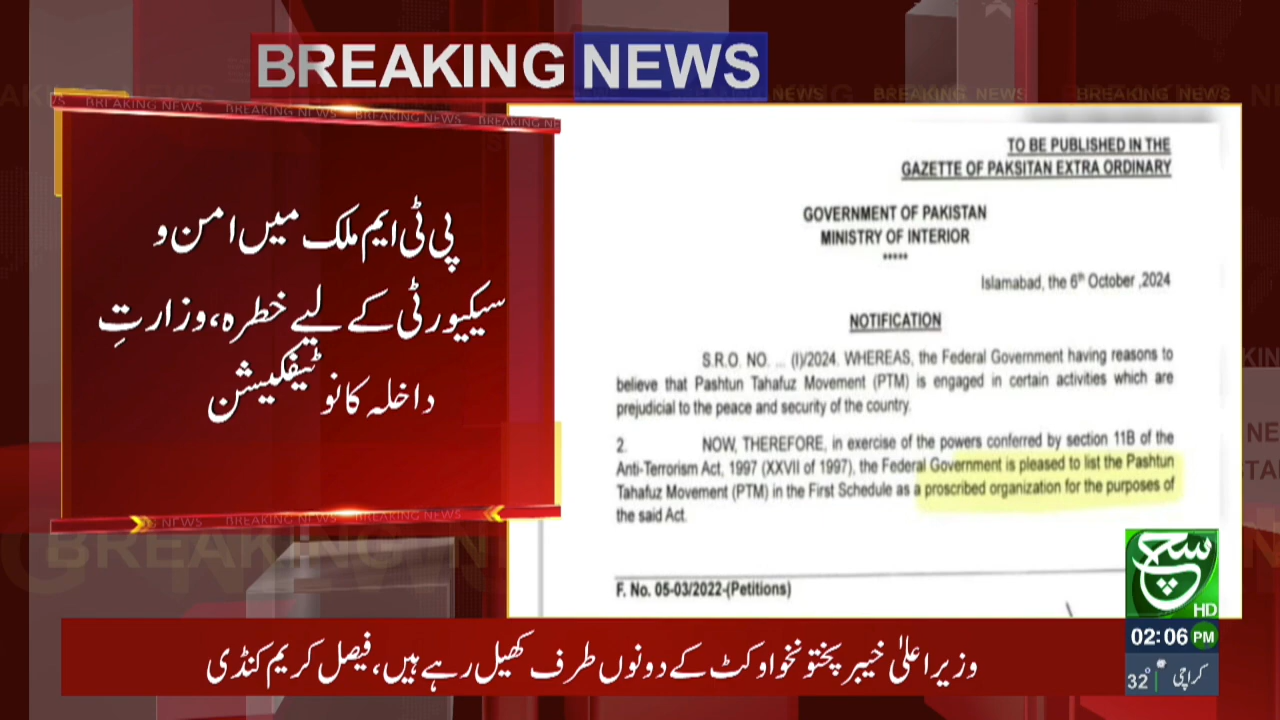 BREAKING NEWS
پی ٹی ایم ملک میں امن و
سیکیورٹی کے لیے خطرہ، وزارتِ
داخلہ کا نوٹیفکیشن
TO BE PUBLISHED IN THE
GAZETTE OF PAKSITAN EXTRA ORDINARY
GOVERNMENT OF PAKISTAN
MINISTRY OF INTERIOR
*****
Islamabad, the 6th October ,2024
NOTIFICATION
S.R.O. NO. ... (I)/2024. WHEREAS, the Federal Government having reasons to
believe that Pashtun Tahafuz Movement (PTM) is engaged in certain activities which are
prejudicial to the peace and security of the country.
2. NOW, THEREFORE, in exercise of the powers conferred by section 11B of the
Anti-Terrorism Act, 1997 (XXVII of 1997), the Federal Government is pleased to list the Pashtun
Tahafuz Movement (PTM) in the First Schedule as a proscribed organization for the purposes of
the said Act.
F. No. 05-03/2022-(Petitions)
سچ
HD
02:06 PM
32° کراچی
وزیراعلیٰ خیبرپختونخوا وکٹ کے دونوں طرف کھیل رہے ہیں، فیصل کریم کنڈی